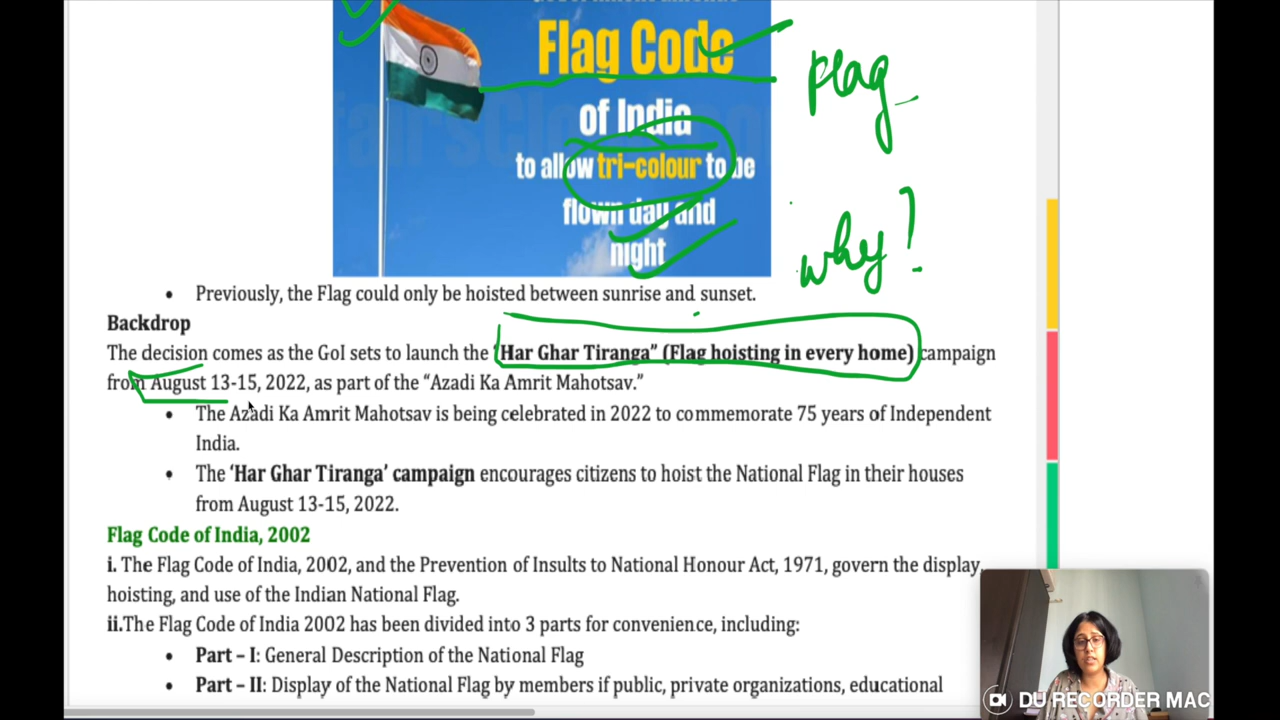 Flag Code
of India
to allow tri-colour to be
flown day and
night
Flag
why?
• Previously, the Flag could only be hoisted between sunrise and sunset.
Backdrop
The decision comes as the GoI sets to launch the “Har Ghar Tiranga” (Flag hoisting in every home) campaign
from August 13-15, 2022, as part of the “Azadi Ka Amrit Mahotsav.”
• The Azadi Ka Amrit Mahotsav is being celebrated in 2022 to commemorate 75 years of Independent
India.
• The ‘Har Ghar Tiranga’ campaign encourages citizens to hoist the National Flag in their houses
from August 13-15, 2022.
Flag Code of India, 2002
i. The Flag Code of India, 2002, and the Prevention of Insults to National Honour Act, 1971, govern the display,
hoisting, and use of the Indian National Flag.
ii.The Flag Code of India 2002 has been divided into 3 parts for convenience, including:
• Part – I: General Description of the National Flag
• Part – II: Display of the National Flag by members if public, private organizations, educational
DU RECORDER MAC